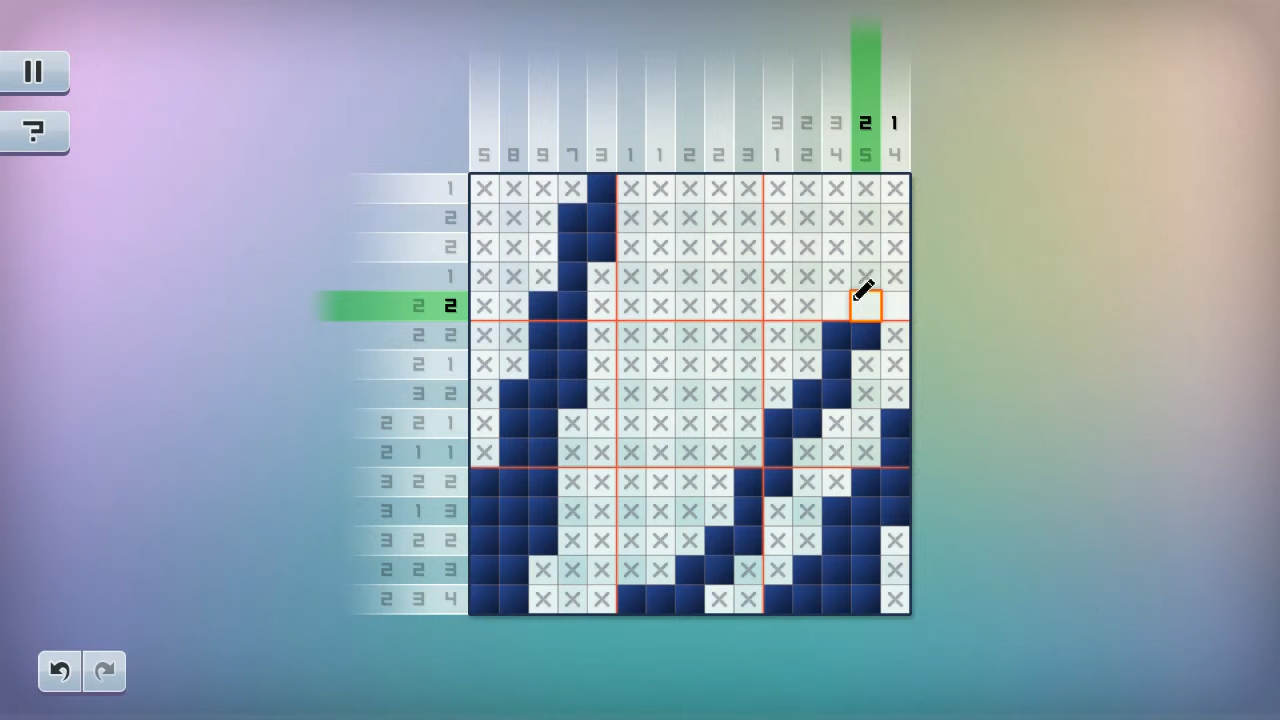 ?
3 2 3 2 1
5 8 9 7 3 1 1 2 2 3 1 2 4 5 4
1
2
2
1
2 2
2 2
2 1
3 2
2 2 1
2 1 1
3 2 2
3 1 3
3 2 2
2 2 3
2 3 4